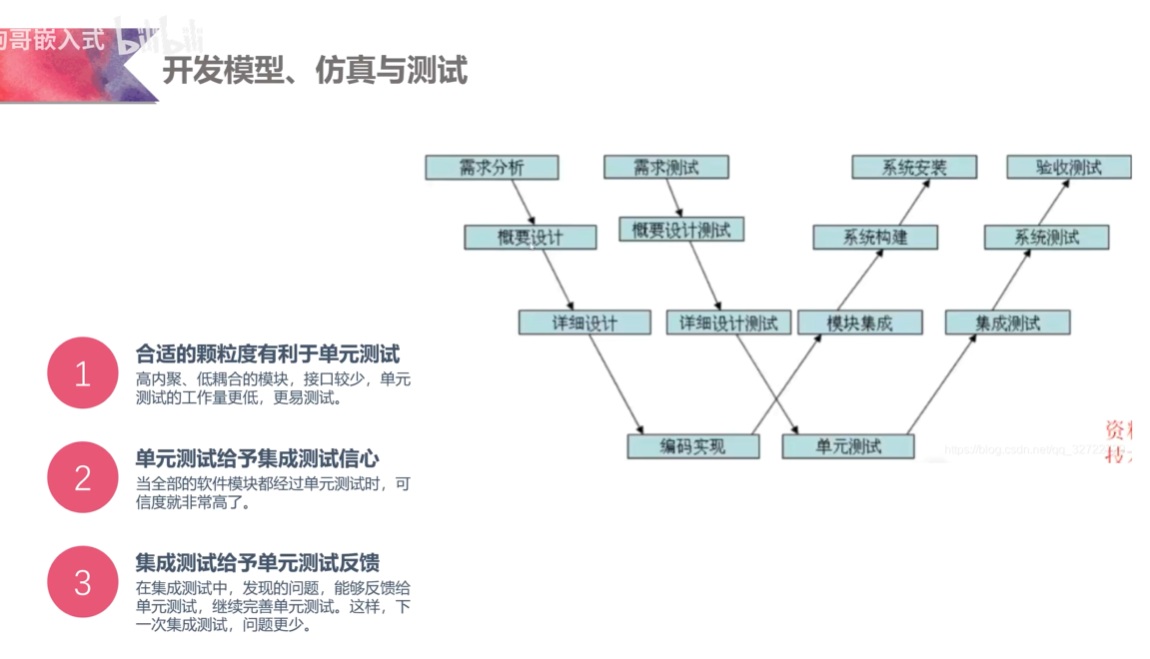 哥嵌入式 bilibili
开发模型、仿真与测试
需求分析
需求测试
系统安装
验收测试
概要设计
概要设计测试
系统构建
系统测试
详细设计
详细设计测试
模块集成
集成测试
编码实现
单元测试
1
合适的颗粒度有利于单元测试
高内聚、低耦合的模块，接口较少，单元
测试的工作量更低，更易测试。
2
单元测试给予集成测试信心
当全部的软件模块都经过单元测试时，可
信度就非常高了。
3
集成测试给予单元测试反馈
在集成测试中，发现的问题，能够反馈给
单元测试，继续完善单元测试。这样，下
一次集成测试，问题更少。
资
技